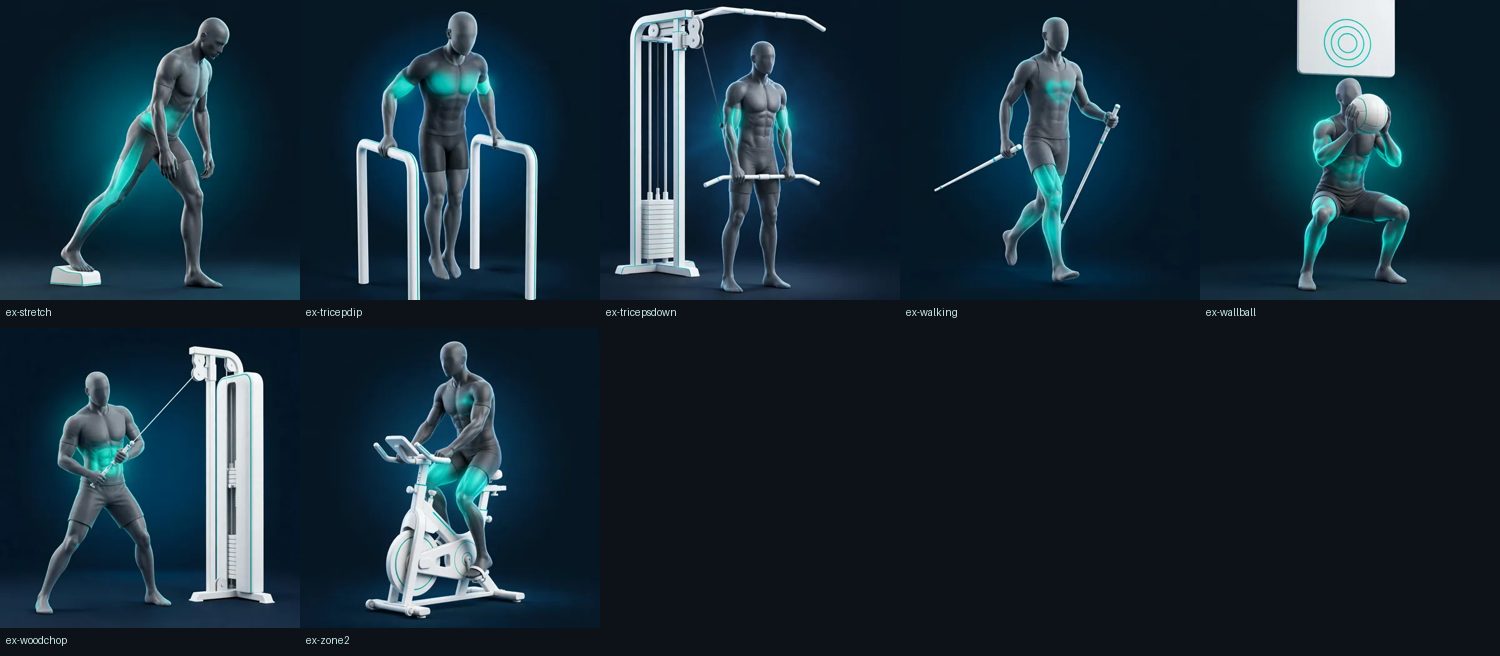 ex-stretch
ex-tricepdip
ex-tricepsdown
ex-walking
ex-wallball
ex-woodchop
ex-zone2